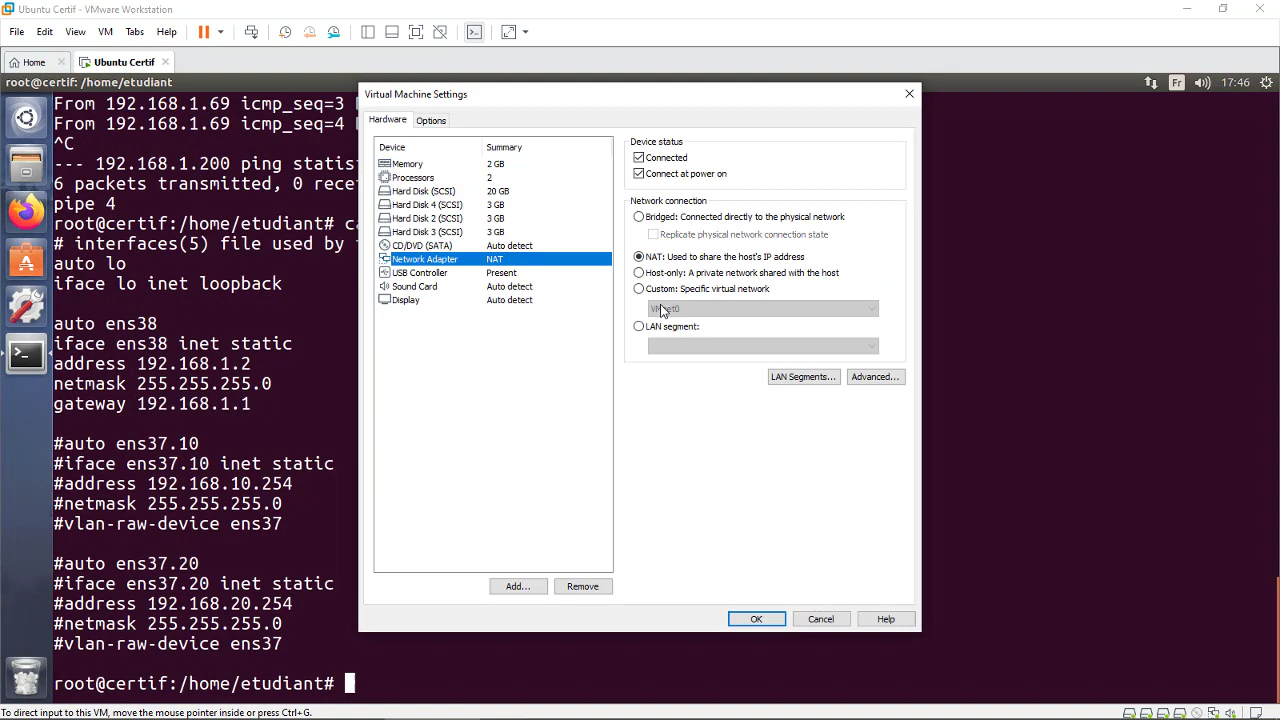 Ubuntu Certif - VMware Workstation
File Edit View VM Tabs Help
Home
Ubuntu Certif
root@certif: /home/etudiant
Fr
17:46
From 192.168.1.69 icmp_seq=3
From 192.168.1.69 icmp_seq=4
^C
--- 192.168.1.200 ping statis
6 packets transmitted, 0 rece
pipe 4
root@certif:/home/etudiant# ca
# interfaces(5) file used by
auto lo
iface lo inet loopback
auto ens38
iface ens38 inet static
address 192.168.1.2
netmask 255.255.255.0
gateway 192.168.1.1
#auto ens37.10
#iface ens37.10 inet static
#address 192.168.10.254
#netmask 255.255.255.0
#vlan-raw-device ens37
#auto ens37.20
#iface ens37.20 inet static
#address 192.168.20.254
#netmask 255.255.255.0
#vlan-raw-device ens37
root@certif:/home/etudiant#
Virtual Machine Settings
Hardware Options
Device Summary
Memory 2 GB
Processors 2
Hard Disk (SCSI) 20 GB
Hard Disk 4 (SCSI) 3 GB
Hard Disk 2 (SCSI) 3 GB
Hard Disk 3 (SCSI) 3 GB
CD/DVD (SATA) Auto detect
Network Adapter NAT
USB Controller Present
Sound Card Auto detect
Display Auto detect
Add... Remove
Device status
Connected
Connect at power on
Network connection
Bridged: Connected directly to the physical network
Replicate physical network connection state
NAT: Used to share the host's IP address
Host-only: A private network shared with the host
Custom: Specific virtual network
LAN segment:
LAN Segments... Advanced...
OK Cancel Help
To direct input to this VM, move the mouse pointer inside or press Ctrl+G.